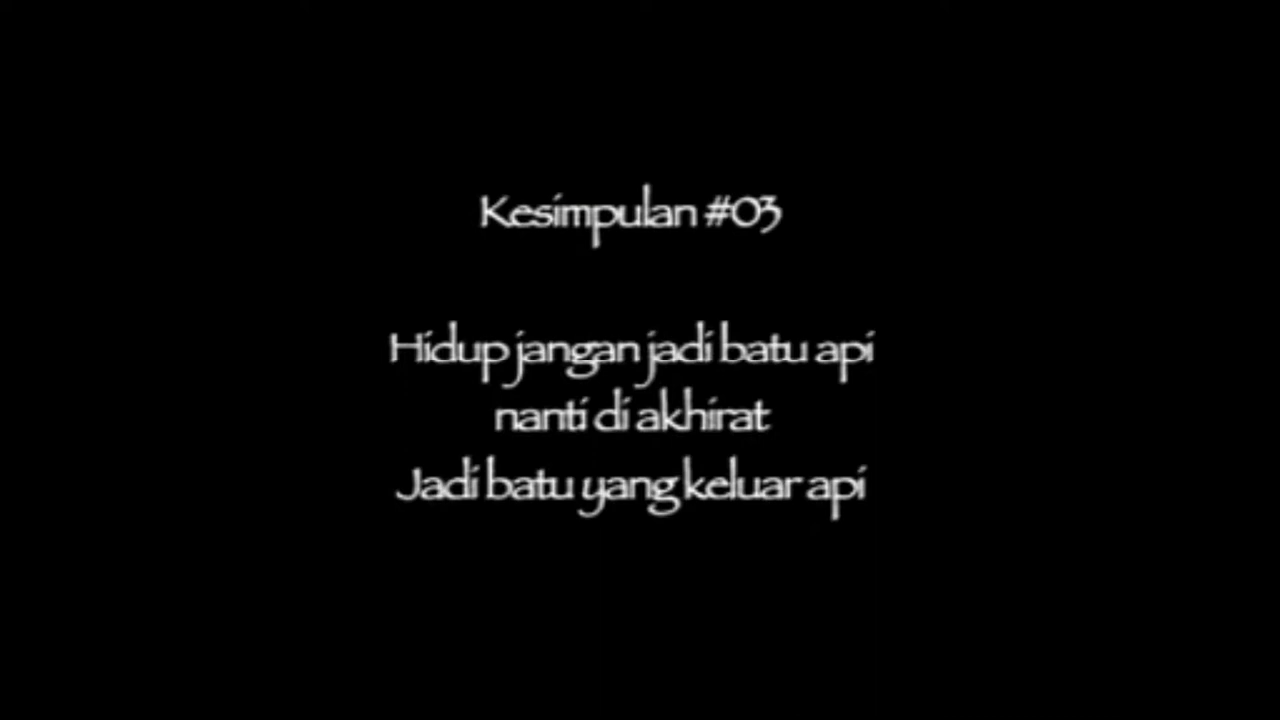 Kesimpulan #03
Hidup jangan jadi batu api
nanti di akhirat
Jadi batu yang keluar api